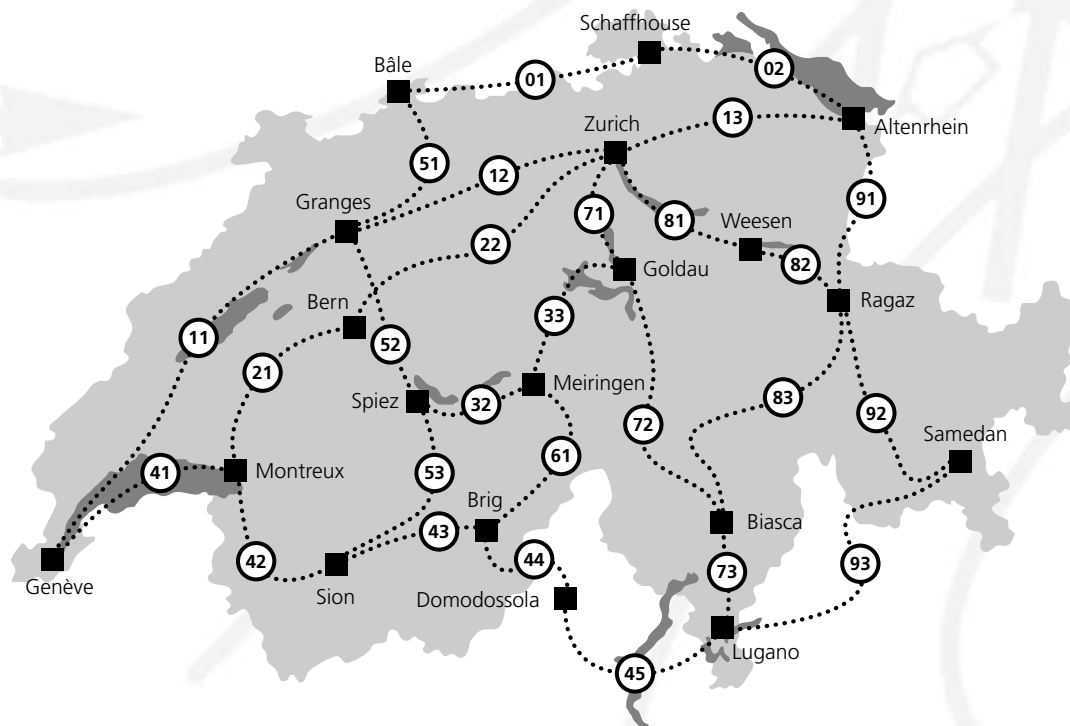 Schaffhouse
Bâle
02
01
Zurich
13
Altenrhein
51
12
Granges
91
71
81
Weesen
22
82
Goldau
Bern
Ragaz
33
11
52
21
Meiringen
Spiez
32
83
72
92
Samedan
61
41
Montreux
53
Brig
43
Biasca
42
44
Genève
Sion
Domodossola
73
93
Lugano
45